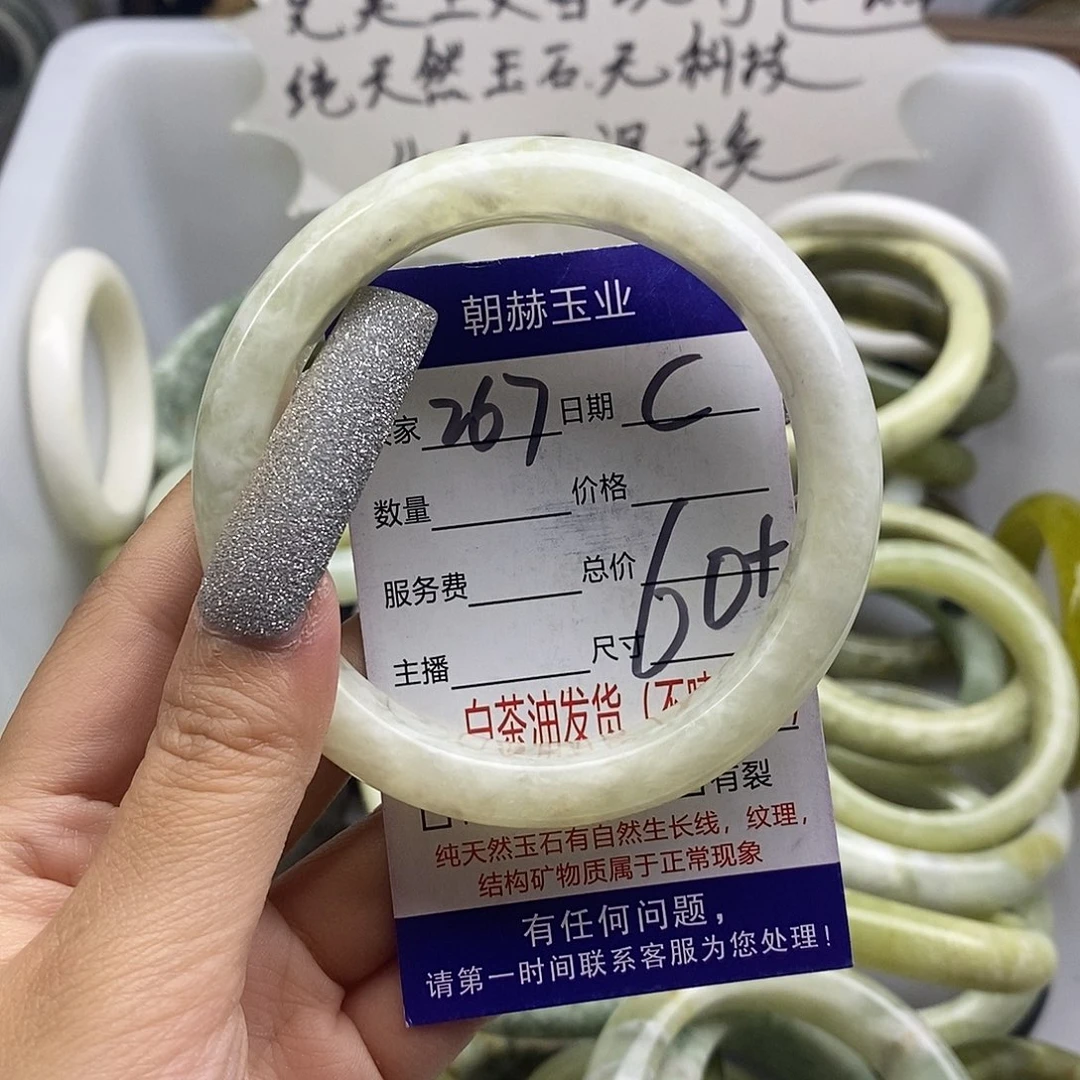 纯天然玉石.无科技
换
朝赫玉业
家 267 日期 C
数量 价格
服务费 总价
主播 尺寸 60+
白茶油发货(不
有裂
纯天然玉石有自然生长线,纹理,
结构矿物质属于正常现象
有任何问题,
请第一时间联系客服为您处理!